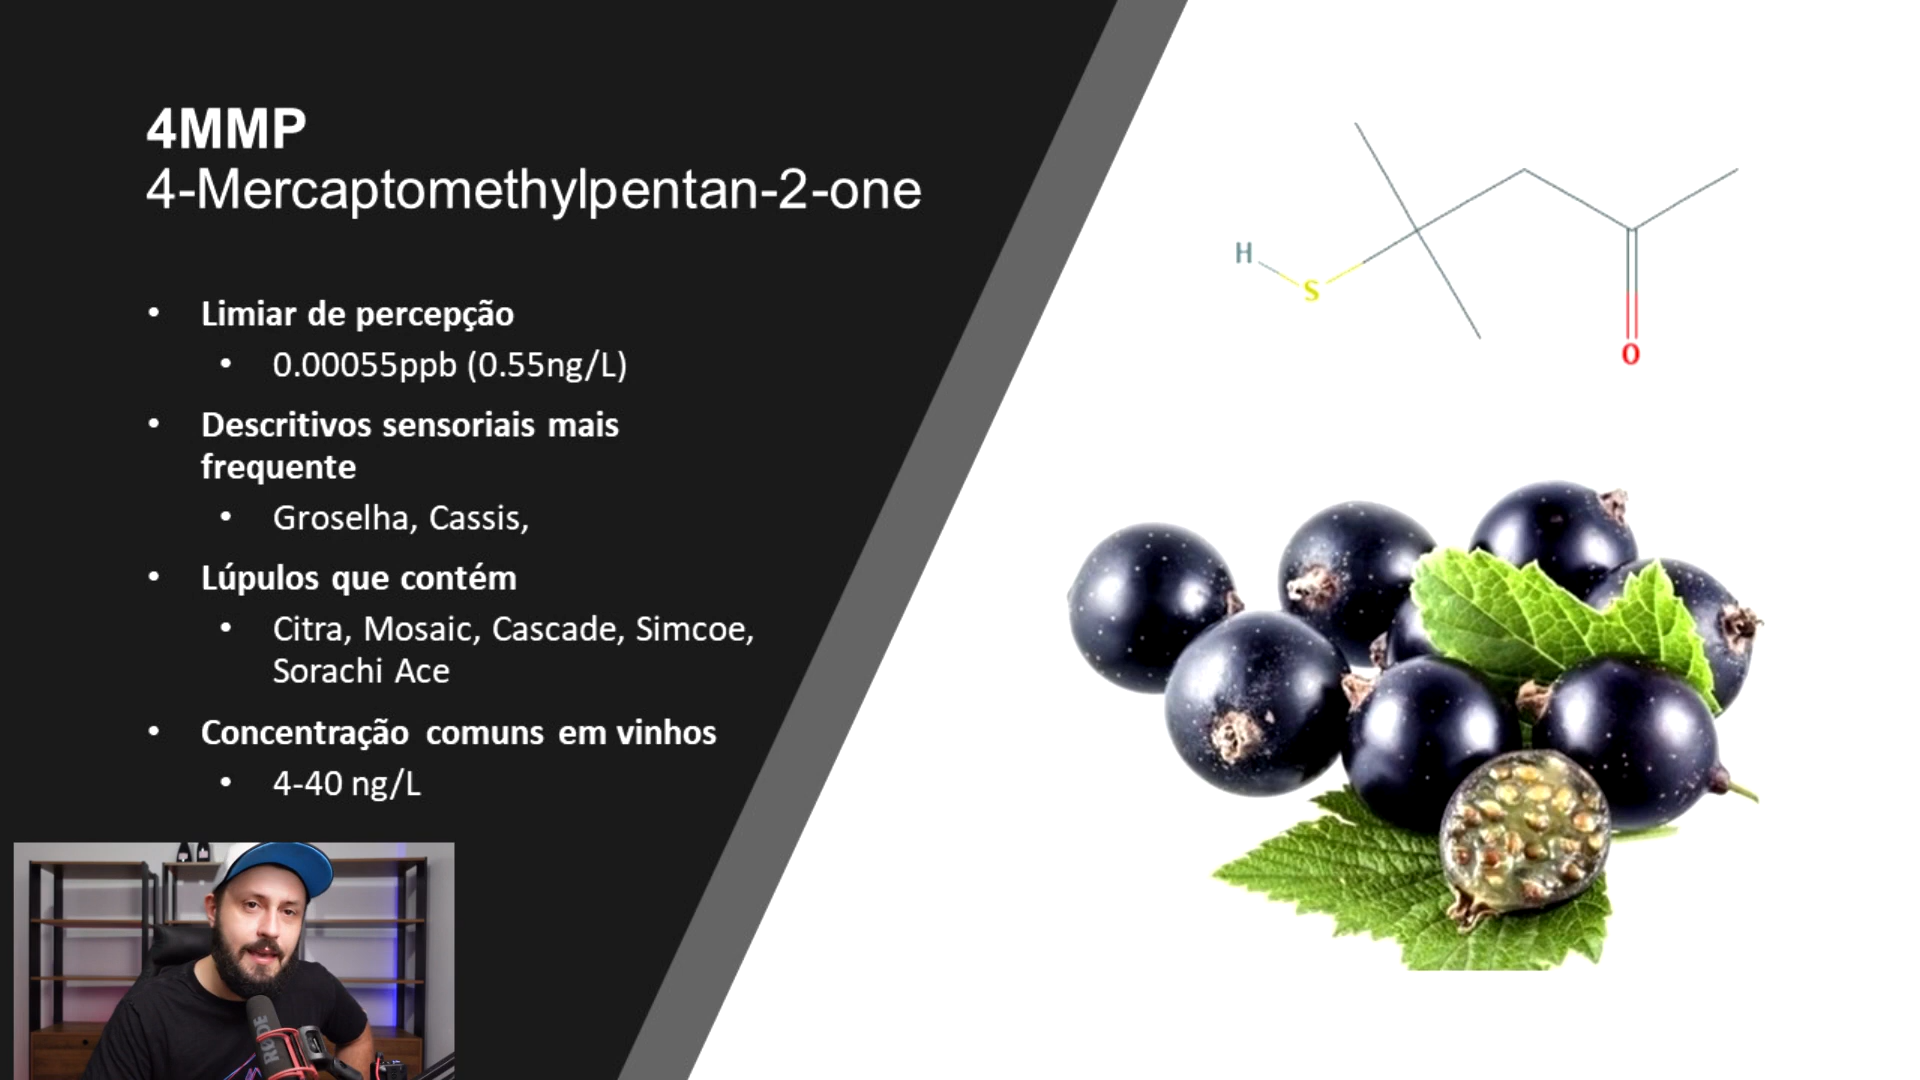 4MMP
4-Mercaptomethylpentan-2-one
• Limiar de percepção
• 0.00055ppb (0.55ng/L)
• Descritivos sensoriais mais
frequente
• Groselha, Cassis,
• Lúpulos que contém
• Citra, Mosaic, Cascade, Simcoe,
Sorachi Ace
• Concentração comuns em vinhos
• 4-40 ng/L
H
S
O
RØDE